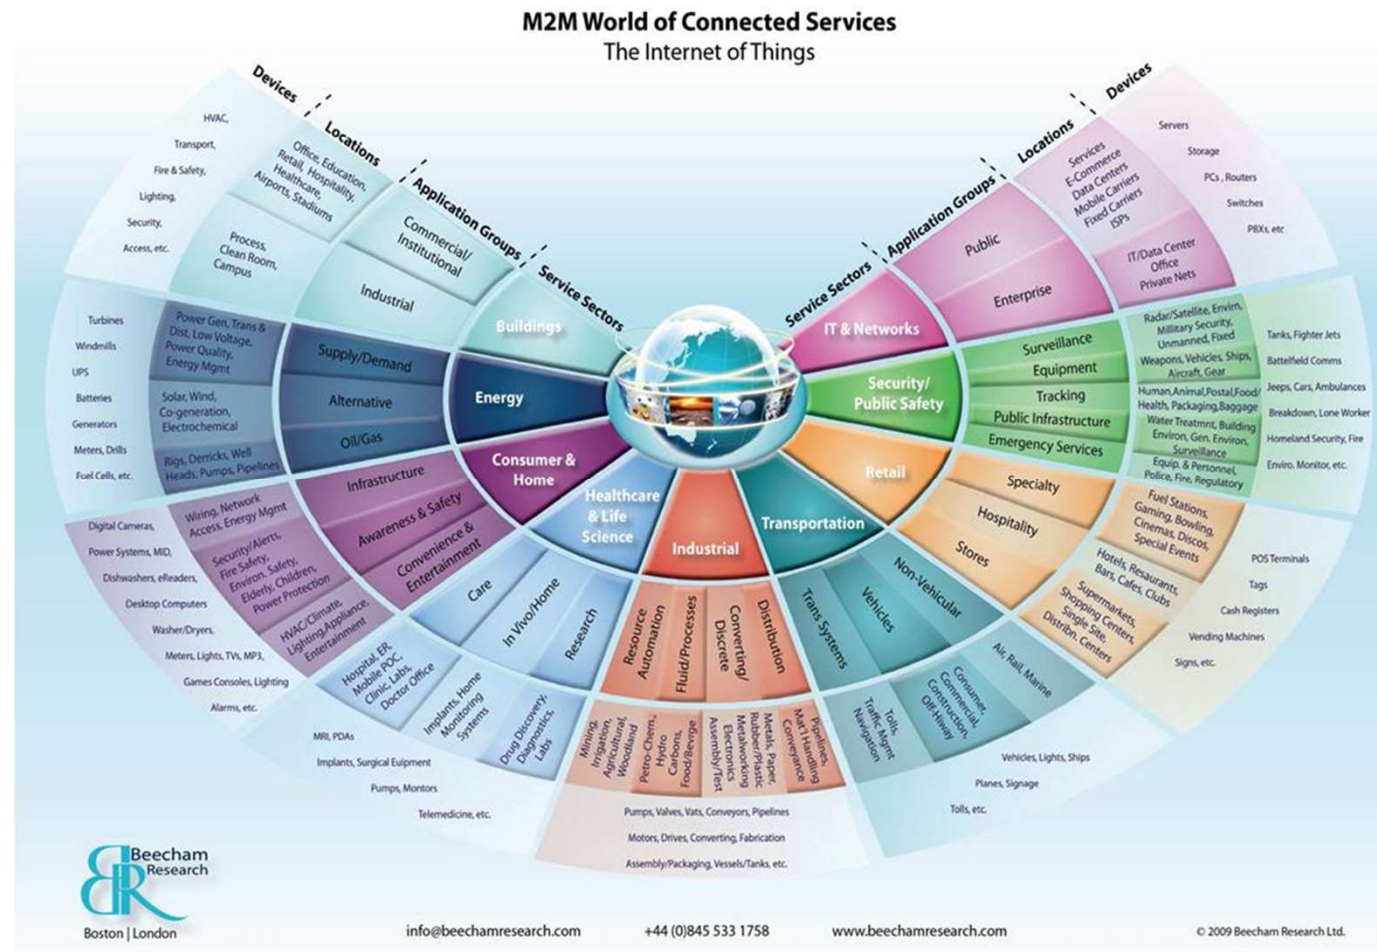 M2M World of Connected Services
The Internet of Things
Devices
Locations
Application Groups
Service Sectors
Service Sectors
Application Groups
Locations
Devices
Buildings
Commercial/
Institutional
Industrial
Office, Education,
Retail, Hospitality,
Healthcare,
Airports, Stadiums
Process,
Clean Room,
Campus
HVAC,
Transport,
Fire & Safety,
Lighting,
Security,
Access, etc.
Energy
Supply/Demand
Alternative
Oil/Gas
Power Gen, Trans &
Dist, Low Voltage,
Power Quality,
Energy Mgmt
Solar, Wind,
Co-generation,
Electrochemical
Rigs, Derricks, Well
Heads, Pumps, Pipelines
Turbines
Windmills
UPS
Batteries
Generators
Meters, Drills
Fuel Cells, etc.
Consumer &
Home
Infrastructure
Awareness & Safety
Convenience &
Entertainment
Wiring, Network
Access, Energy Mgmt
Security/Alerts,
Fire Safety,
Environ. Safety,
Elderly, Children,
Power Protection
HVAC/Climate,
Lighting,Appliance,
Entertainment
Digital Cameras,
Power Systems, MID,
Dishwashers, eReaders,
Desktop Computers
Washer/Dryers,
Meters, Lights, TVs, MP3,
Games Consoles, Lighting
Alarms, etc.
Healthcare
& Life
Science
Care
In Vivo/Home
Research
Hospital, ER,
Mobile POC,
Clinic, Labs,
Doctor Office
Implants, Home
Monitoring
Systems
Drug Discovery,
Diagnostics,
Labs
MRI, PDAs
Implants, Surgical Euipment
Pumps, Montors
Telemedicine, etc.
Industrial
Resource
Automation
Fluid/Processes
Converting/
Discrete
Distribution
Mining,
Irrigation,
Agricultural,
Woodland
Petro-Chem.,
Hydro
Carbons,
Food/Bevrge
Metals, Paper,
Rubber/Plastic
Metalworking
Electronics
Assembly/Test
Pipelines,
Mat'l Handling
Conveyance
Pumps, Valves, Vats, Conveyors, Pipelines
Motors, Drives, Converting, Fabrication
Assembly/Packaging, Vessels/Tanks, etc.
Transportation
Non-Vehicular
Vehicles
Trans Systems
Air, Rail, Marine
Consumer,
Commercial,
Construction,
Off-Hiway
Tolls,
Traffic Mgmt
Navigation
Vehicles, Lights, Ships
Planes, Signage
Tolls, etc.
Retail
Specialty
Hospitality
Stores
Fuel Stations,
Gaming, Bowling,
Cinemas, Discos,
Special Events
Hotels, Restaurants,
Bars, Cafes, Clubs
Supermarkets,
Shopping Centers,
Single Site,
Distribn. Centers
POS Terminals
Tags
Cash Registers
Vending Machines
Signs, etc.
Security/
Public Safety
Surveillance
Equipment
Tracking
Public Infrastructure
Emergency Services
Radar/Satellite, Envirn,
Millitary Security,
Unmanned, Fixed
Weapons, Vehicles, Ships,
Aircraft, Gear
Human,Animal,Postal,Food/
Health, Packaging,Baggage
Water Treatmnt, Building
Environ, Gen. Environ,
Surveillance
Equip. & Personnel,
Police, Fire, Regulatory
Tanks, Fighter Jets
Battelfield Comms
Jeeps, Cars, Ambulances
Breakdown, Lone Worker
Homeland Security, Fire
Enviro. Monitor, etc.
IT & Networks
Public
Enterprise
Services
E-Commerce
Data Centers
Mobile Carriers
Fixed Carriers
ISPs
IT/Data Center
Office
Private Nets
Servers
Storage
PCs , Routers
Switches
PBXs, etc
Beecham
Research
Boston | London
info@beechamresearch.com
+44 (0)845 533 1758
www.beechamresearch.com
© 2009 Beecham Research Ltd.